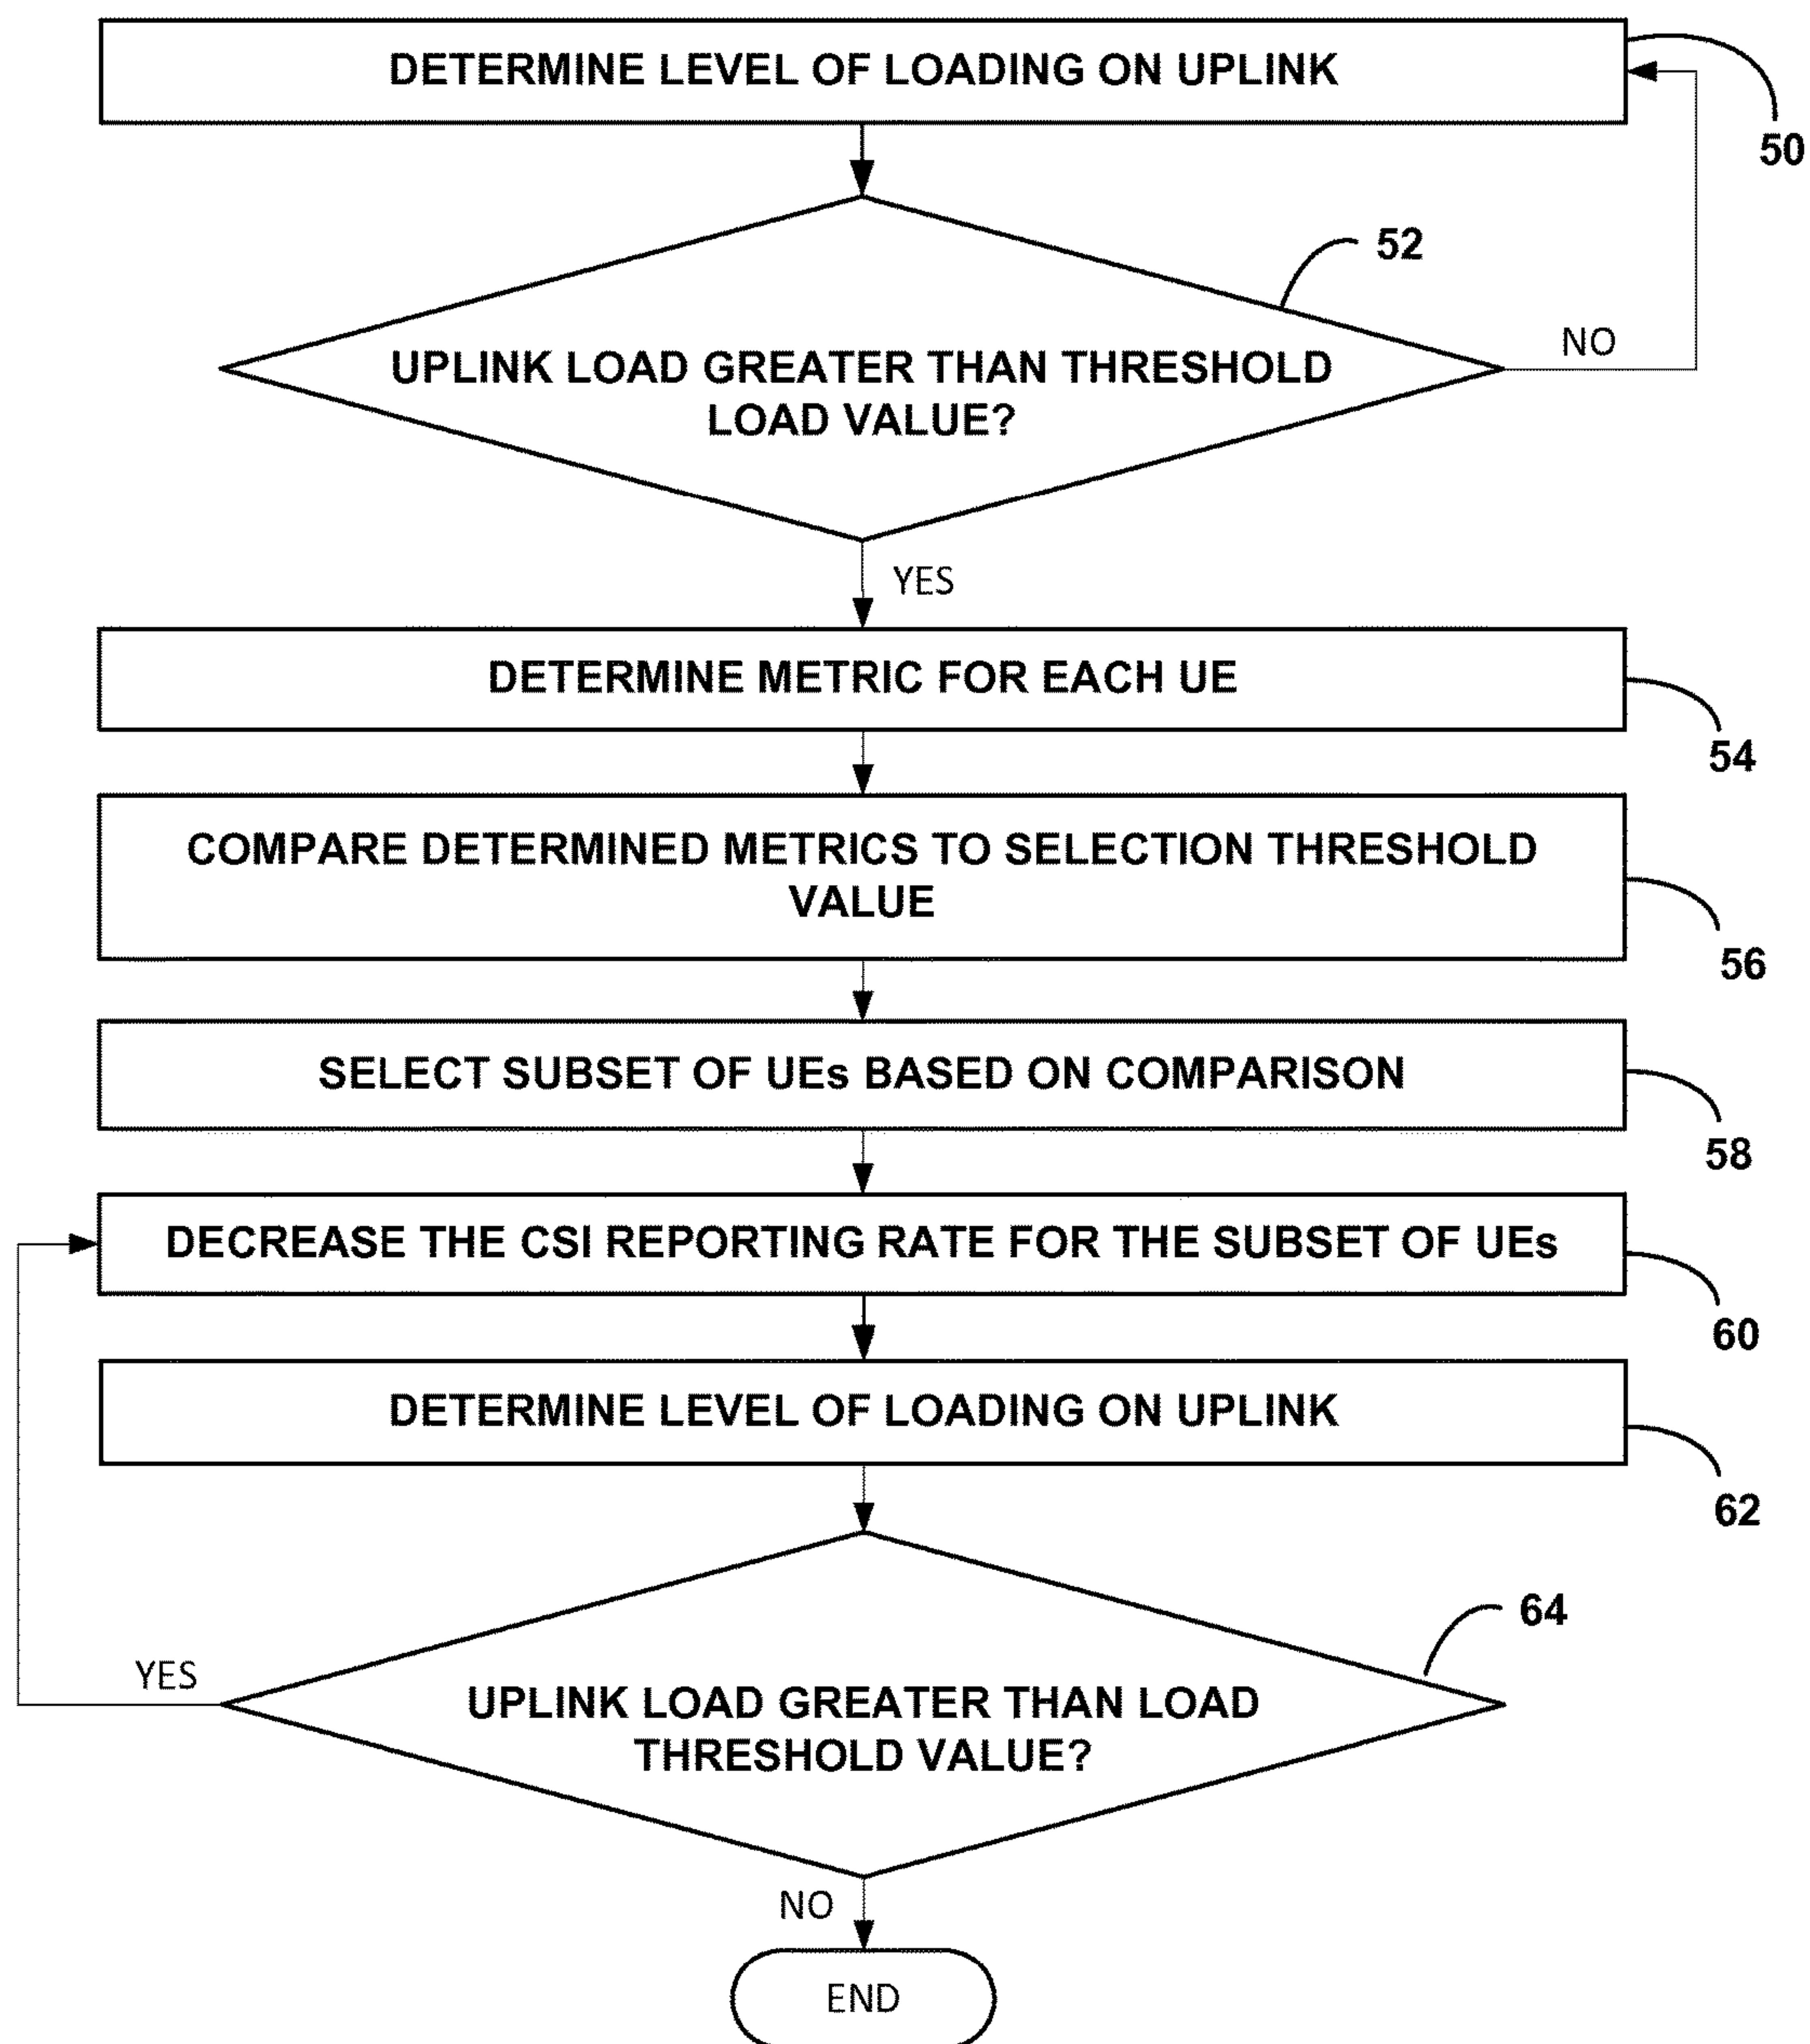 DETERMINE LEVEL OF LOADING ON UPLINK
50
52
UPLINK LOAD GREATER THAN THRESHOLD
LOAD VALUE?
NO
YES
DETERMINE METRIC FOR EACH UE
54
COMPARE DETERMINED METRICS TO SELECTION THRESHOLD
VALUE
56
SELECT SUBSET OF UEs BASED ON COMPARISON
58
DECREASE THE CSI REPORTING RATE FOR THE SUBSET OF UEs
60
DETERMINE LEVEL OF LOADING ON UPLINK
62
64
YES
UPLINK LOAD GREATER THAN LOAD
THRESHOLD VALUE?
NO
END